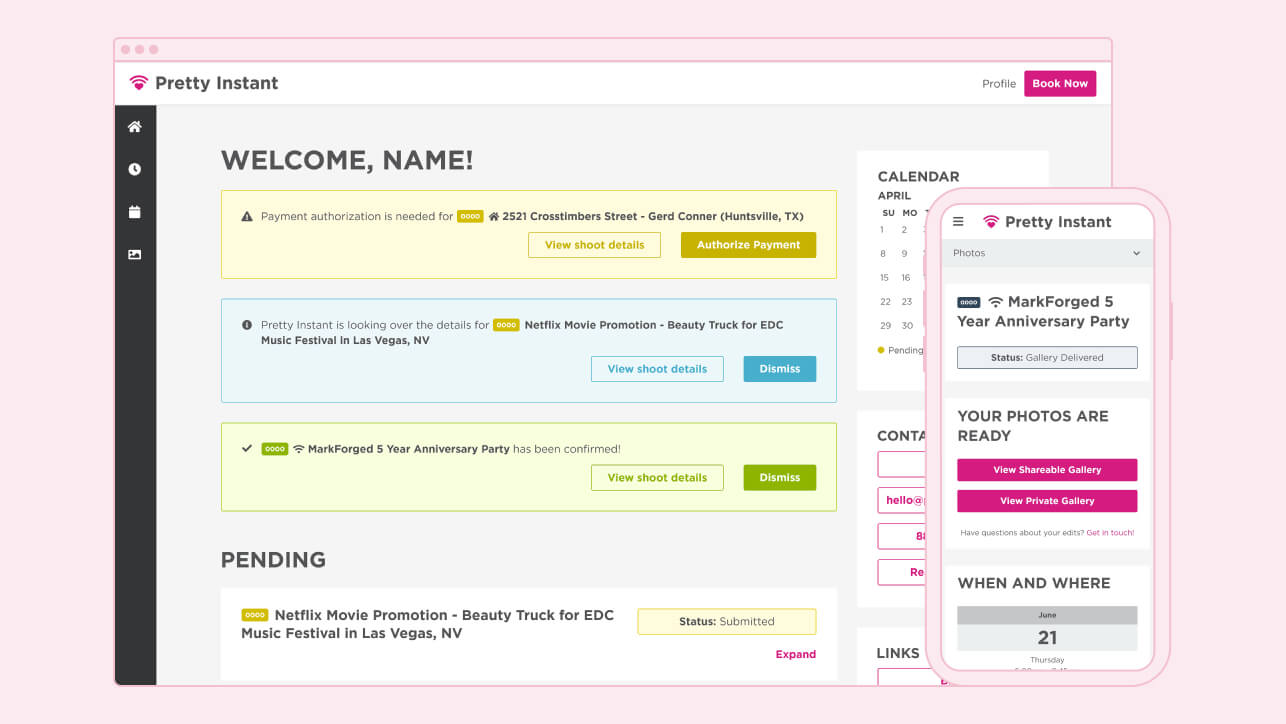 Pretty Instant
Profile
Book Now
WELCOME, NAME!
Payment authorization is needed for 0000 2521 Crosstimbers Street - Gerd Conner (Huntsville, TX)
View shoot details
Authorize Payment
Pretty Instant is looking over the details for 0000 Netflix Movie Promotion - Beauty Truck for EDC
Music Festival in Las Vegas, NV
View shoot details
Dismiss
0000 MarkForged 5 Year Anniversary Party has been confirmed!
View shoot details
Dismiss
PENDING
0000 Netflix Movie Promotion - Beauty Truck for EDC
Music Festival in Las Vegas, NV
Status: Submitted
Expand
CALENDAR
APRIL
SU MO
1 2
8 9
15 16
22 23
29 30
Pending
CONTA
hello@
88
Re
LINKS
Pretty Instant
Photos
0000 MarkForged 5
Year Anniversary Party
Status: Gallery Delivered
YOUR PHOTOS ARE
READY
View Shareable Gallery
View Private Gallery
Have questions about your edits? Get in touch!
WHEN AND WHERE
June
21
Thursday